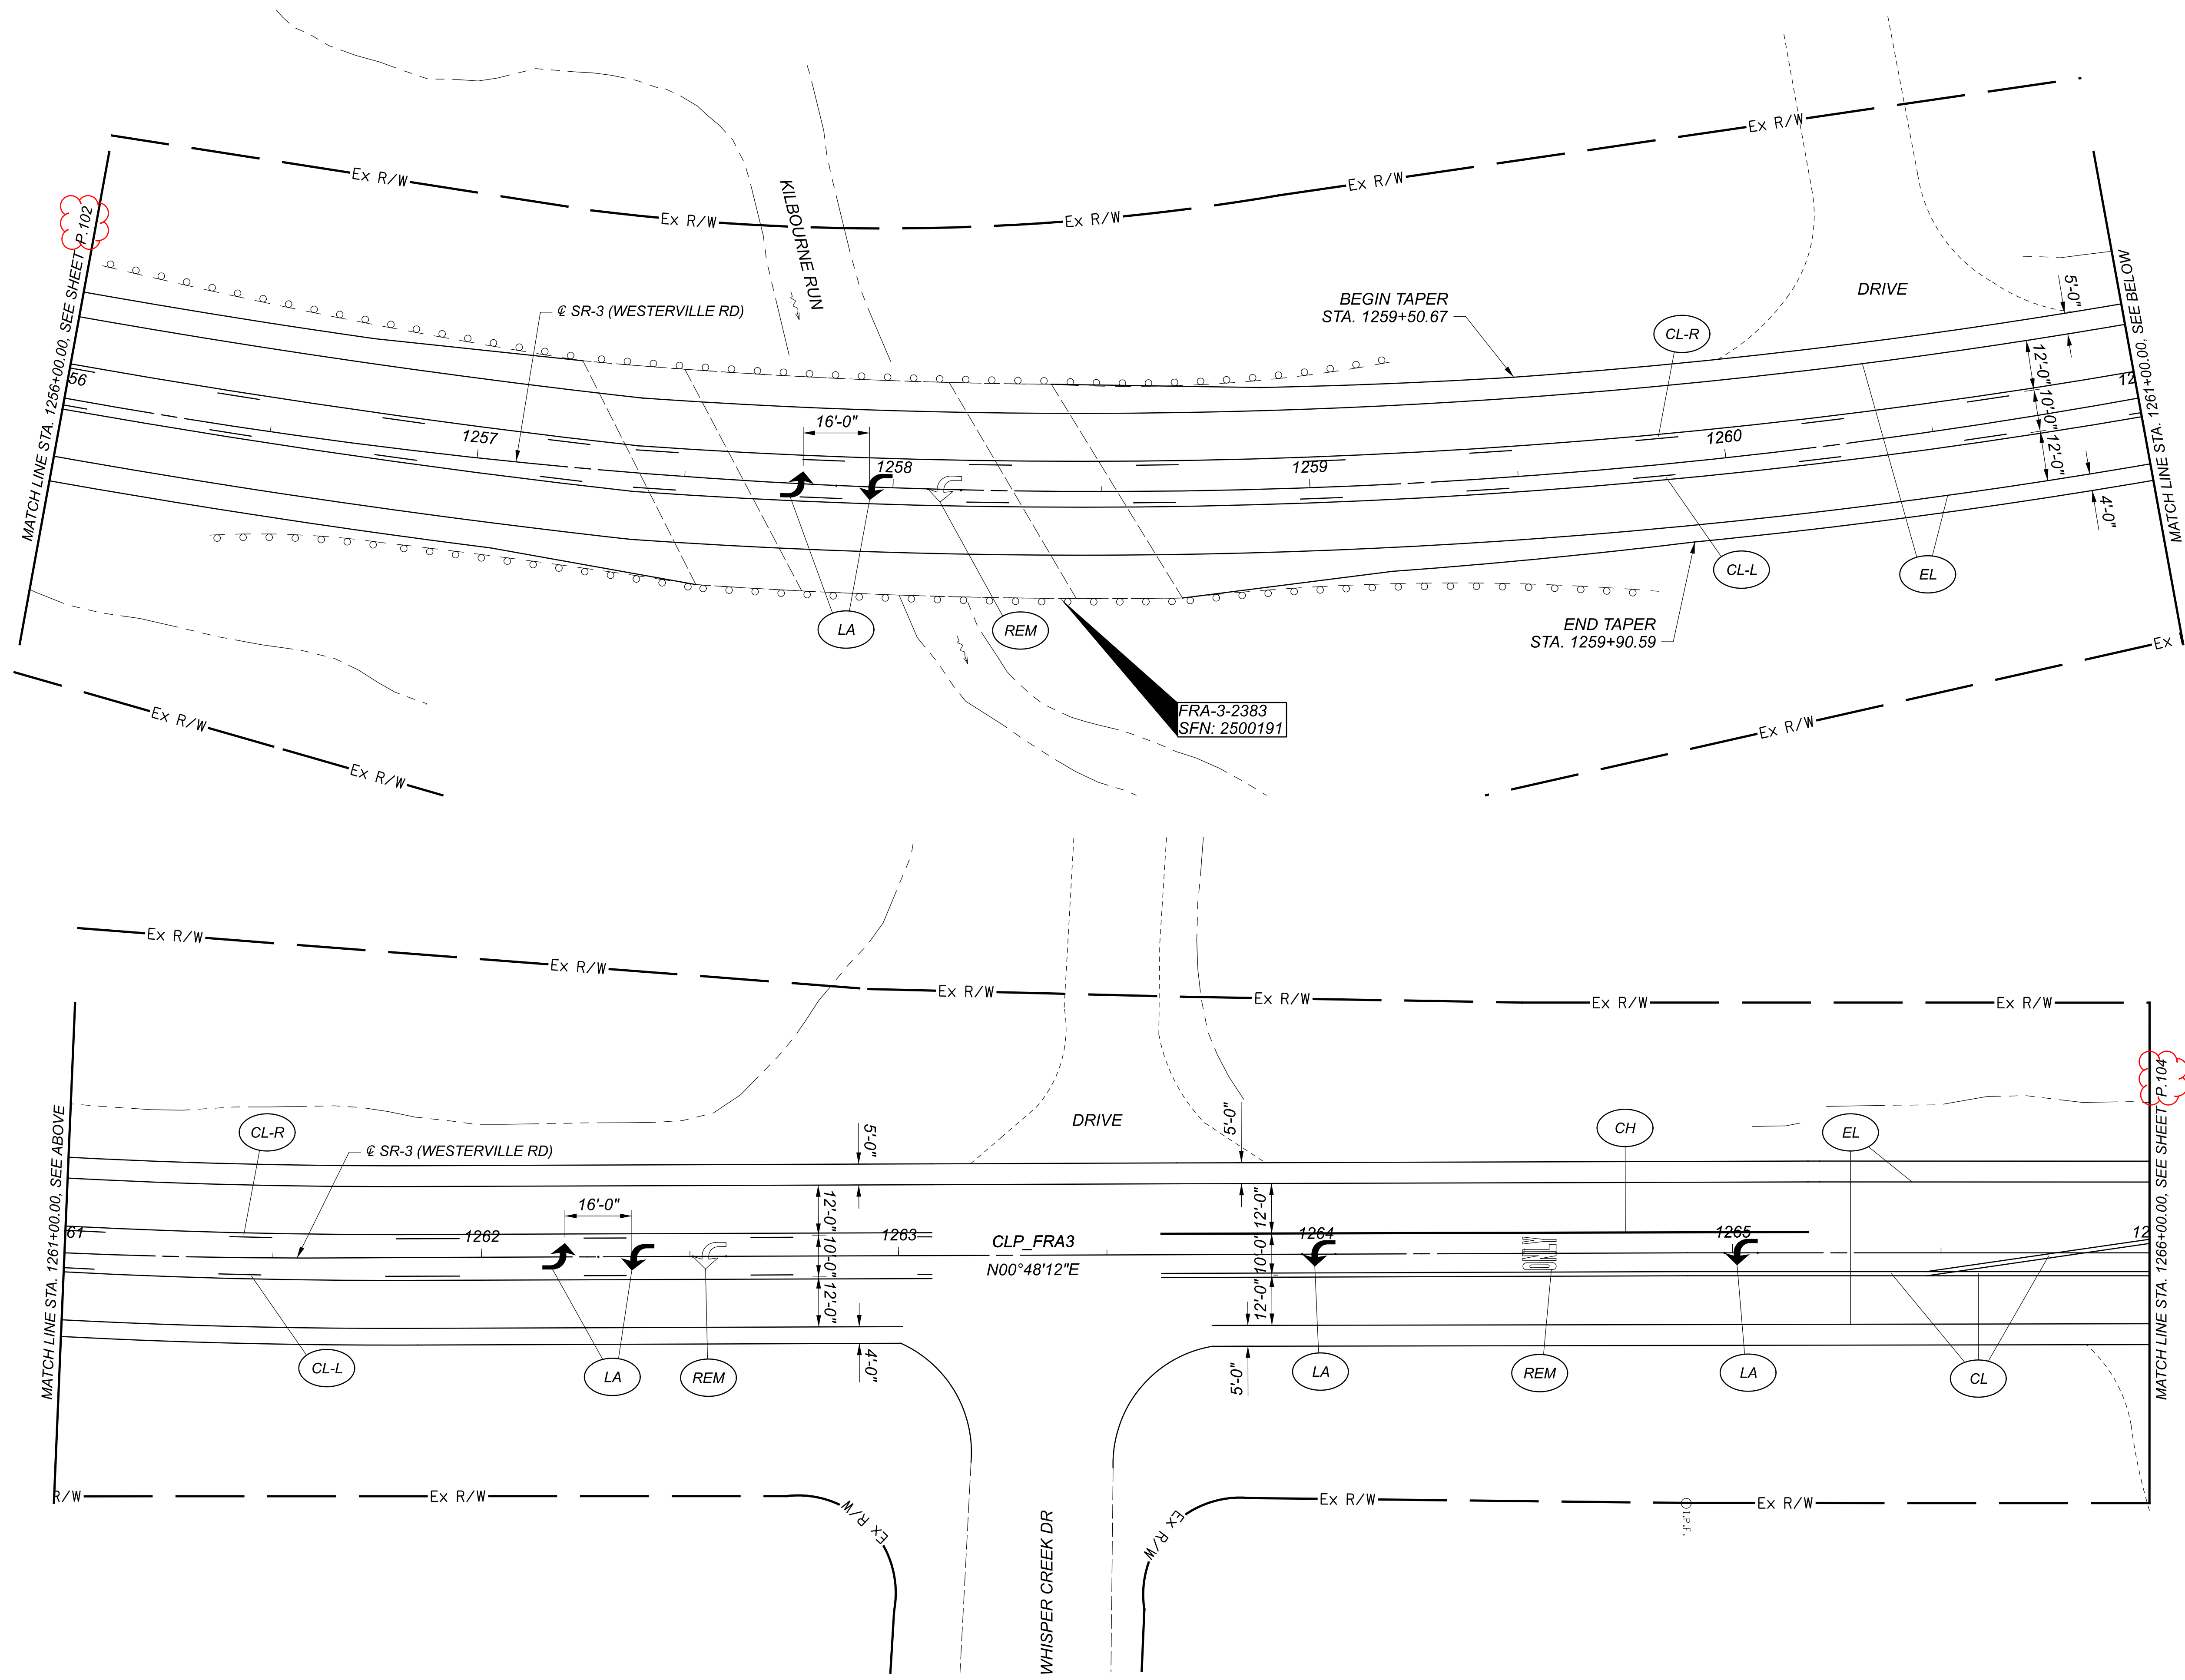 Ex R/W
Ex R/W
Ex R/W
Ex R/W
Ex R/W
MATCH LINE STA. 1256+00.00, SEE SHEET P.102
KILBOURNE RUN
℄ SR-3 (WESTERVILLE RD)
BEGIN TAPER
STA. 1259+50.67
DRIVE
CL-R
5'-0"
12'-0"
10'-0"
12'-0"
4'-0"
MATCH LINE STA. 1261+00.00, SEE BELOW
56
1257
16'-0"
1258
1259
1260
12
LA
REM
CL-L
EL
END TAPER
STA. 1259+90.59
FRA-3-2383
SFN: 2500191
Ex R/W
Ex R/W
Ex R/W
Ex
Ex R/W
Ex R/W
Ex R/W
Ex R/W
Ex R/W
Ex R/W
MATCH LINE STA. 1261+00.00, SEE ABOVE
CL-R
℄ SR-3 (WESTERVILLE RD)
DRIVE
5'-0"
5'-0"
CH
EL
MATCH LINE STA. 1266+00.00, SEE SHEET P.104
61
1262
16'-0"
12'-0"
10'-0"
12'-0"
1263
CLP_FRA3
N00°48'12"E
12'-0"
10'-0"
12'-0"
1264
ONLY
1265
12
CL-L
LA
REM
4'-0"
5'-0"
LA
REM
LA
CL
R/W
Ex R/W
Ex R/W
Ex R/W
Ex R/W
Ex R/W
I.P.F.
WHISPER CREEK DR